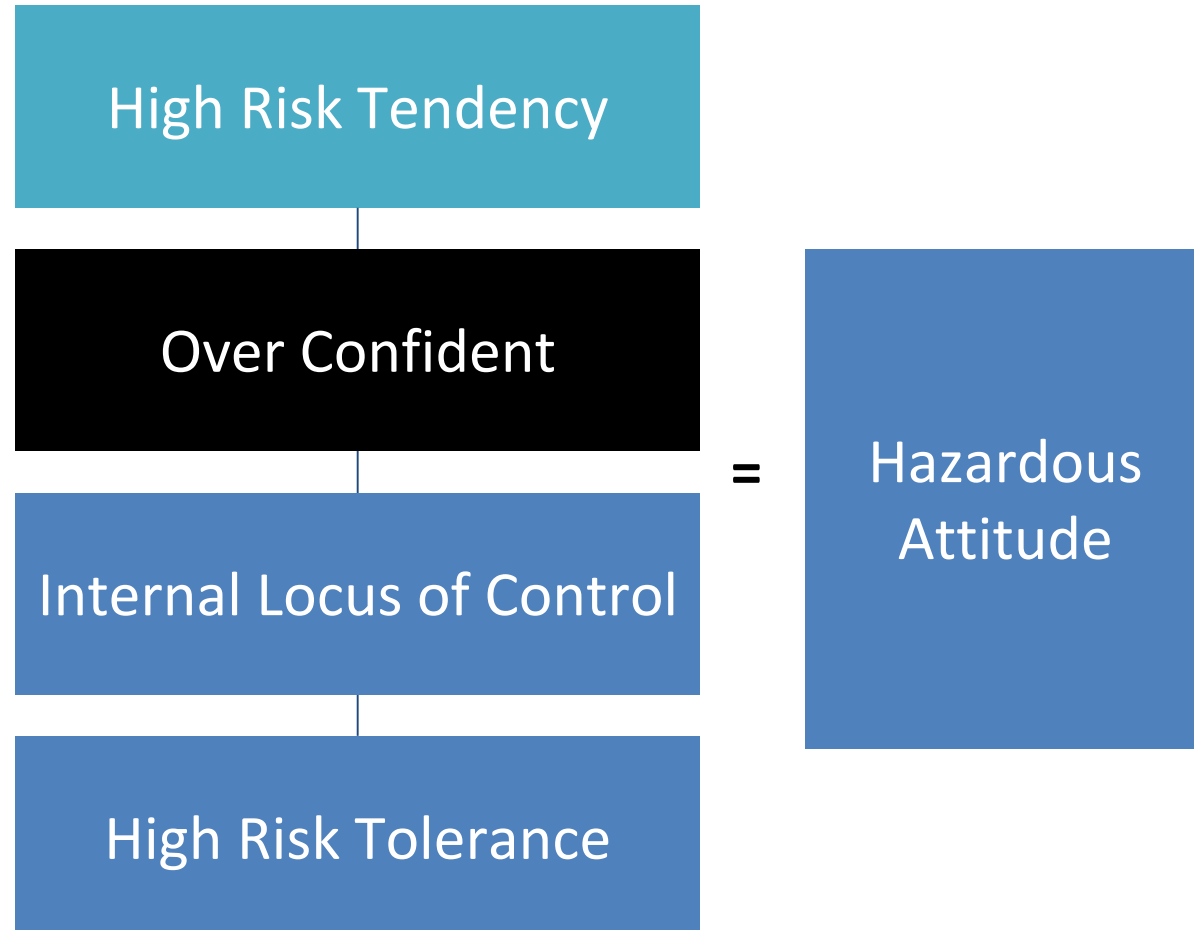 High Risk Tendency
Over Confident
Internal Locus of Control
High Risk Tolerance
=
Hazardous
Attitude